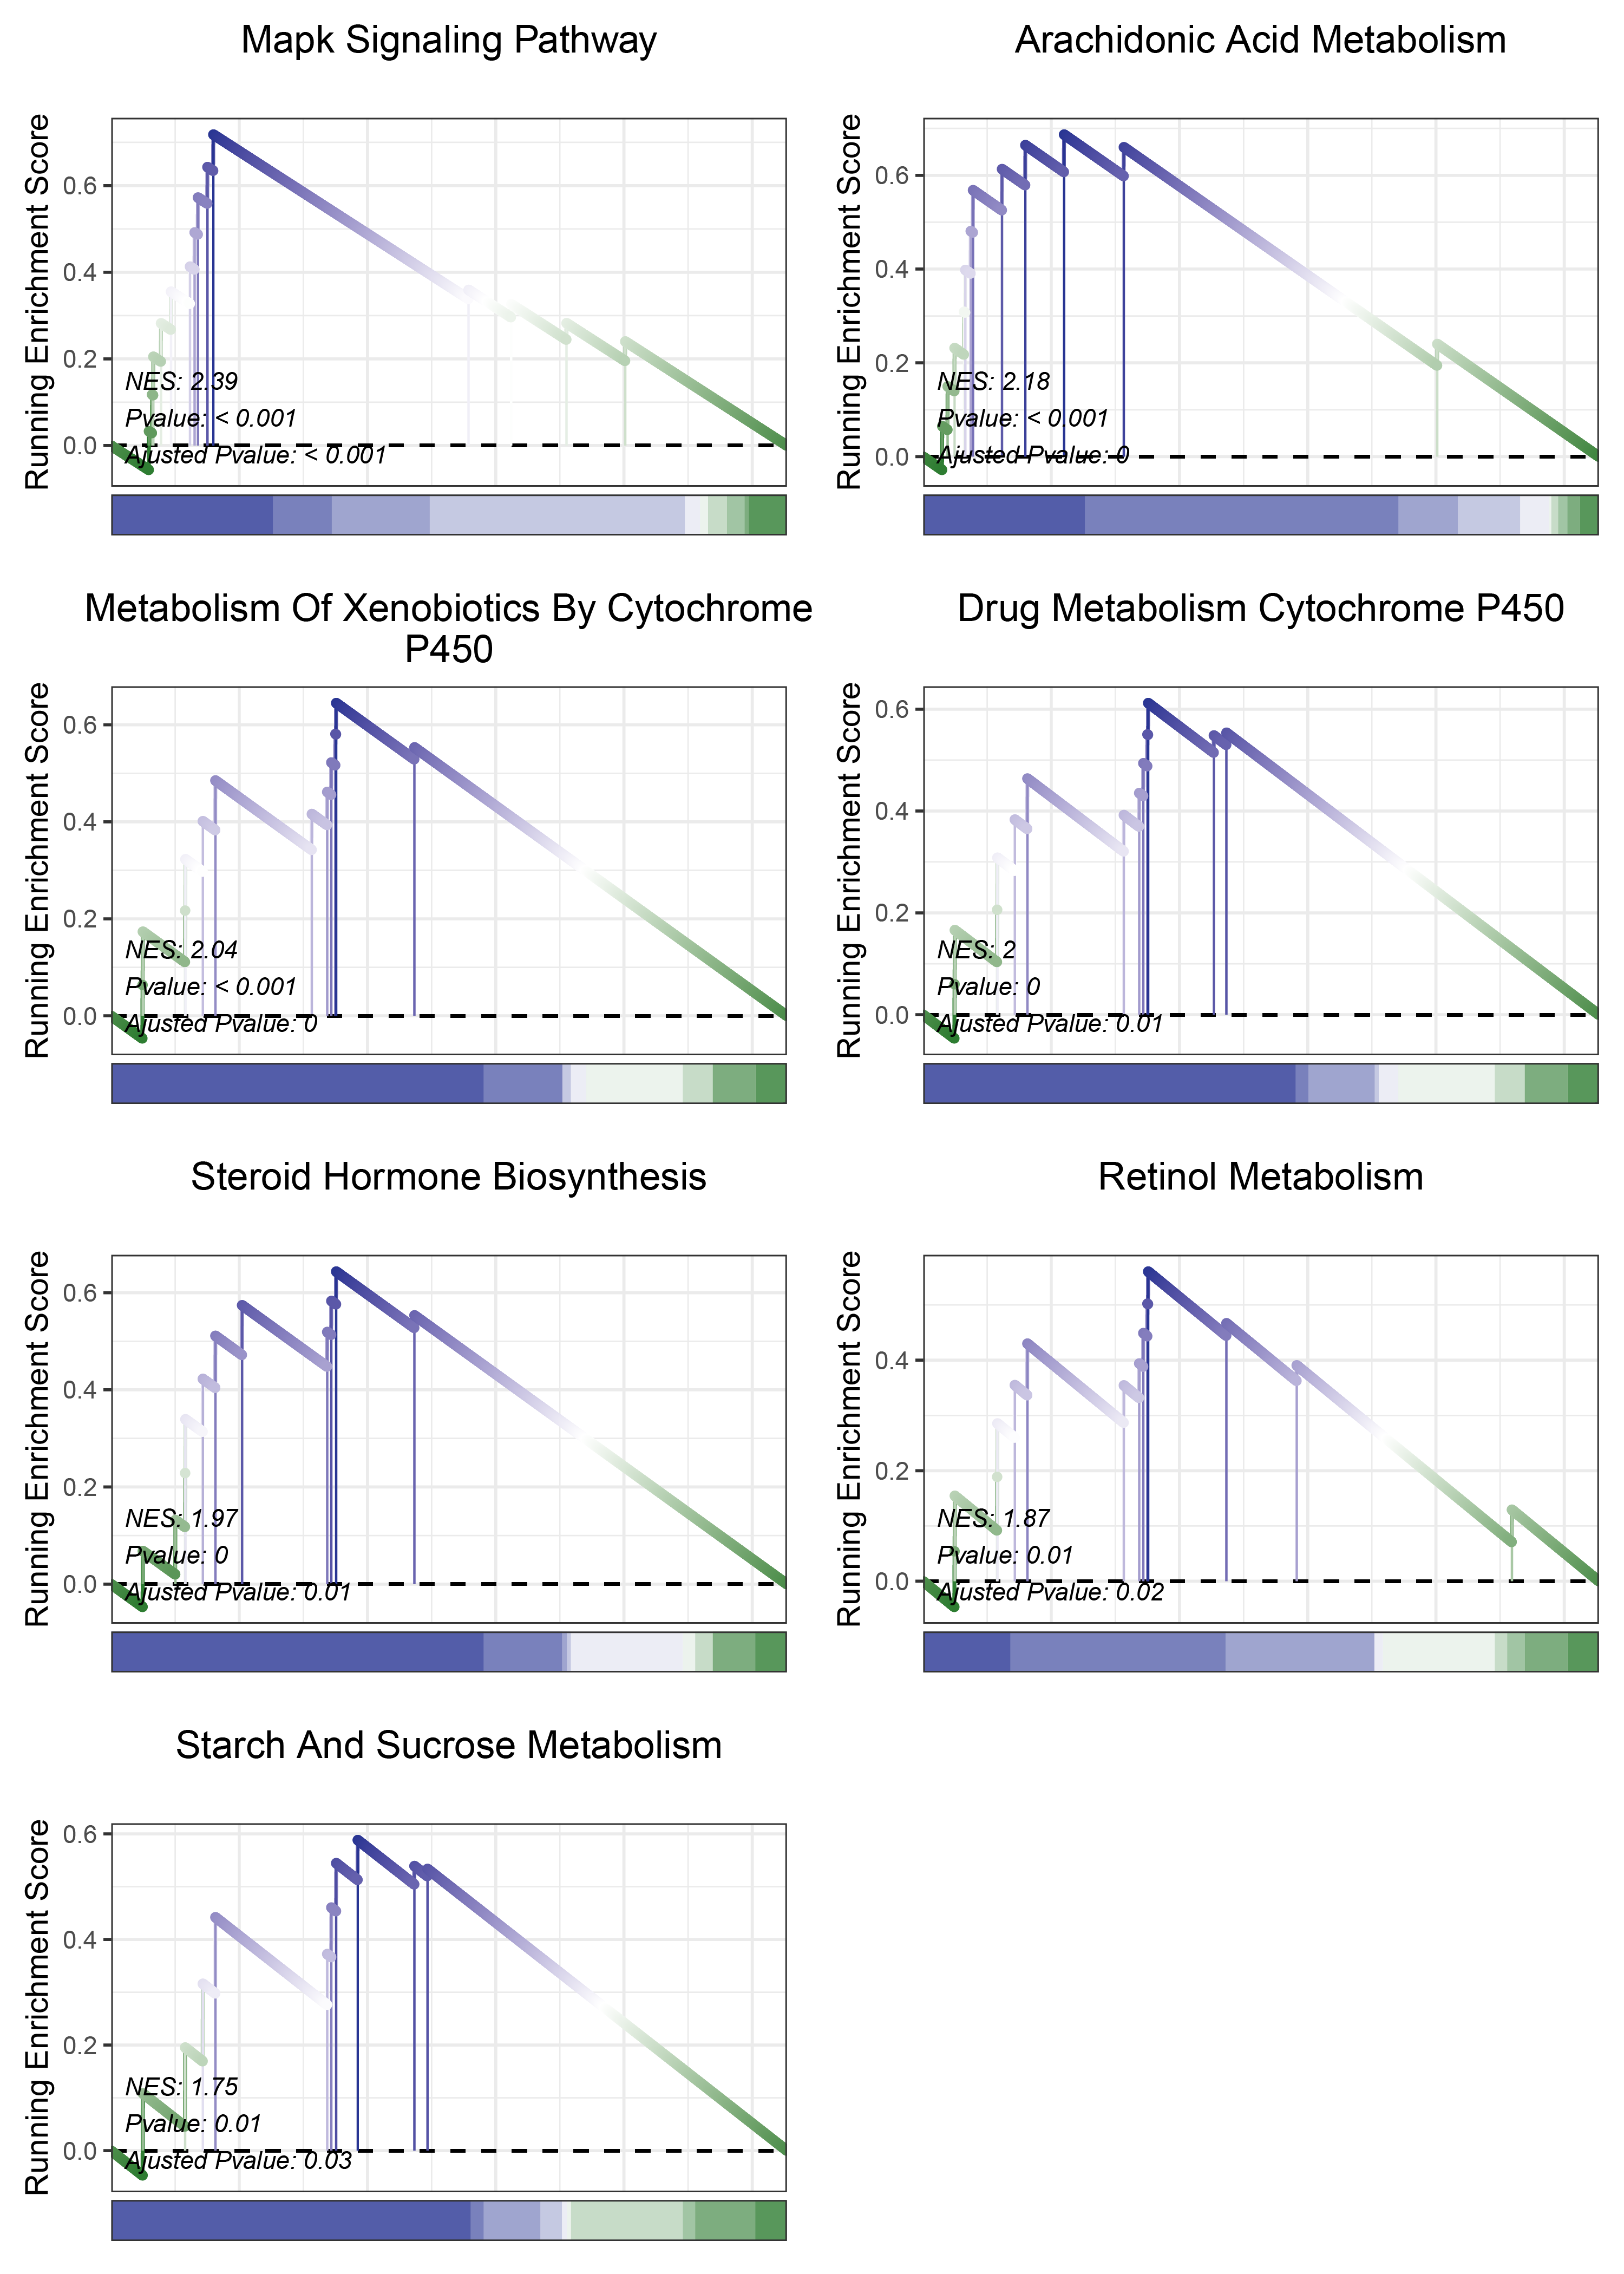 Mapk Signaling Pathway
Running Enrichment Score
0.6
0.4
0.2
0.0
NES: 2.39
Pvalue: < 0.001
Ajusted Pvalue: < 0.001
Arachidonic Acid Metabolism
Running Enrichment Score
0.6
0.4
0.2
0.0
NES: 2.18
Pvalue: < 0.001
Ajusted Pvalue: 0
Metabolism Of Xenobiotics By Cytochrome
P450
Running Enrichment Score
0.6
0.4
0.2
0.0
NES: 2.04
Pvalue: < 0.001
Ajusted Pvalue: 0
Drug Metabolism Cytochrome P450
Running Enrichment Score
0.6
0.4
0.2
0.0
NES: 2
Pvalue: 0
Ajusted Pvalue: 0.01
Steroid Hormone Biosynthesis
Running Enrichment Score
0.6
0.4
0.2
0.0
NES: 1.97
Pvalue: 0
Ajusted Pvalue: 0.01
Retinol Metabolism
Running Enrichment Score
0.4
0.2
0.0
NES: 1.87
Pvalue: 0.01
Ajusted Pvalue: 0.02
Starch And Sucrose Metabolism
Running Enrichment Score
0.6
0.4
0.2
0.0
NES: 1.75
Pvalue: 0.01
Ajusted Pvalue: 0.03